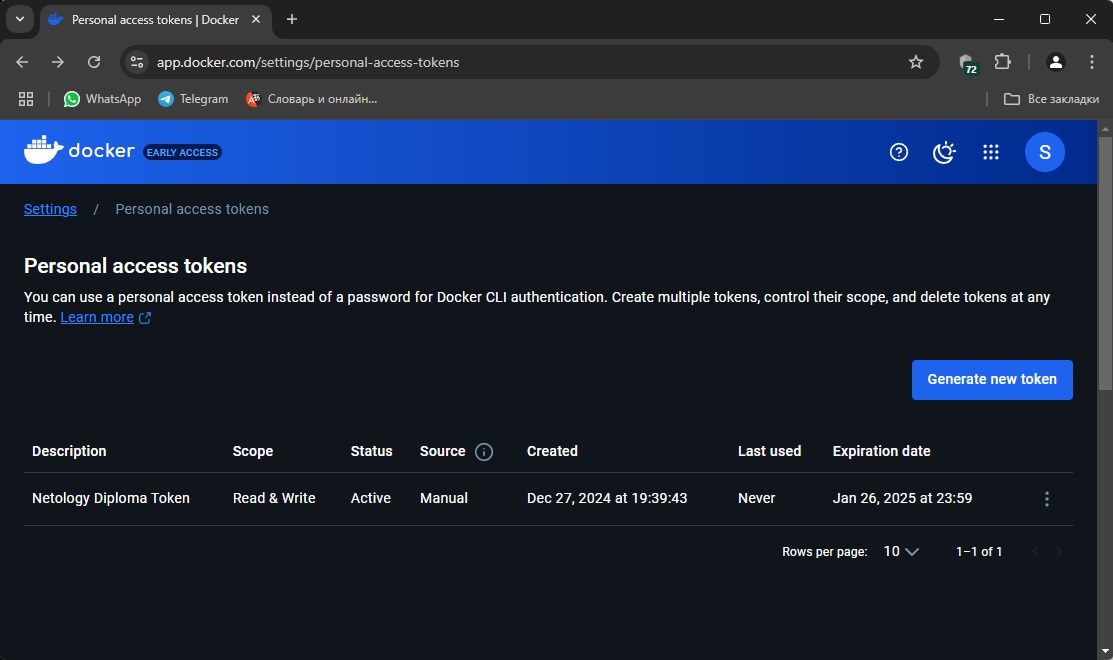 Personal access tokens | Docker
app.docker.com/settings/personal-access-tokens
72
WhatsApp Telegram Словарь и онлайн... Все закладки
docker EARLY ACCESS S
Settings / Personal access tokens
Personal access tokens
You can use a personal access token instead of a password for Docker CLI authentication. Create multiple tokens, control their scope, and delete tokens at any
time. Learn more
Generate new token
Description Scope Status Source Created Last used Expiration date
Netology Diploma Token Read & Write Active Manual Dec 27, 2024 at 19:39:43 Never Jan 26, 2025 at 23:59
Rows per page: 10 1–1 of 1